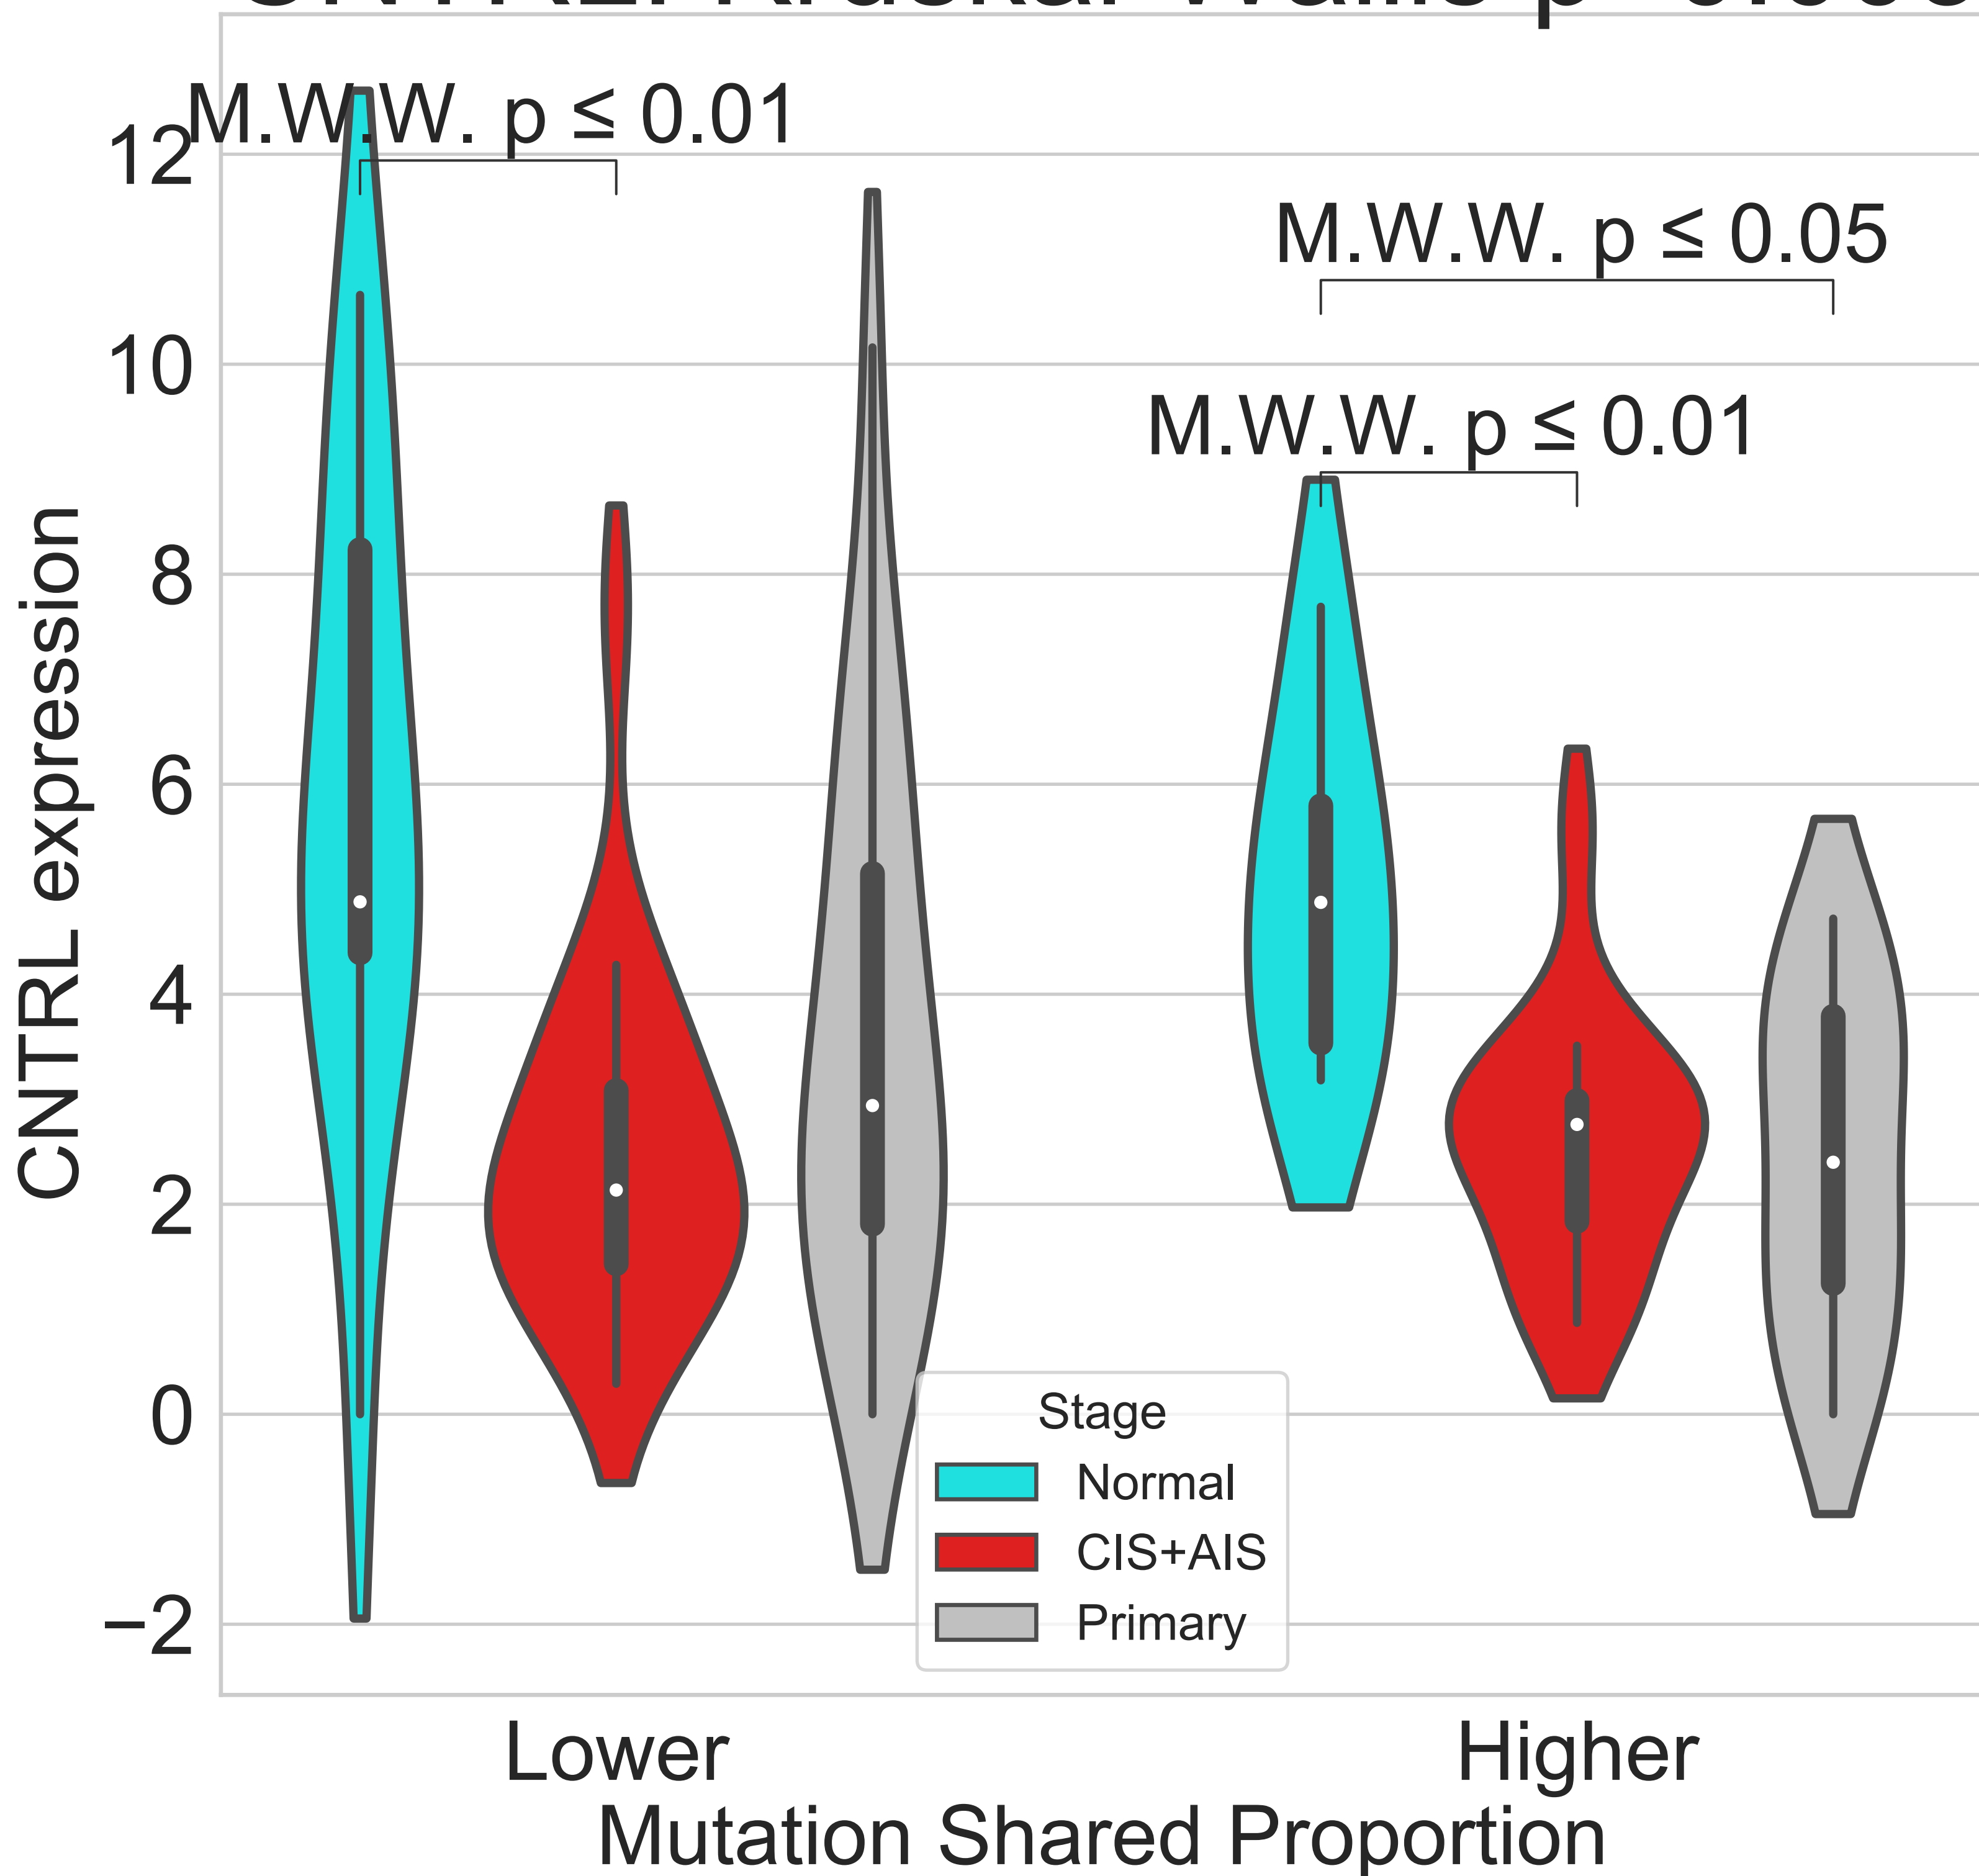 M.W.W. p ≤ 0.01
M.W.W. p ≤ 0.05
M.W.W. p ≤ 0.01
12
10
8
6
4
2
0
−2
CNTRL expression
Stage
Normal
CIS+AIS
Primary
Lower
Higher
Mutation Shared Proportion